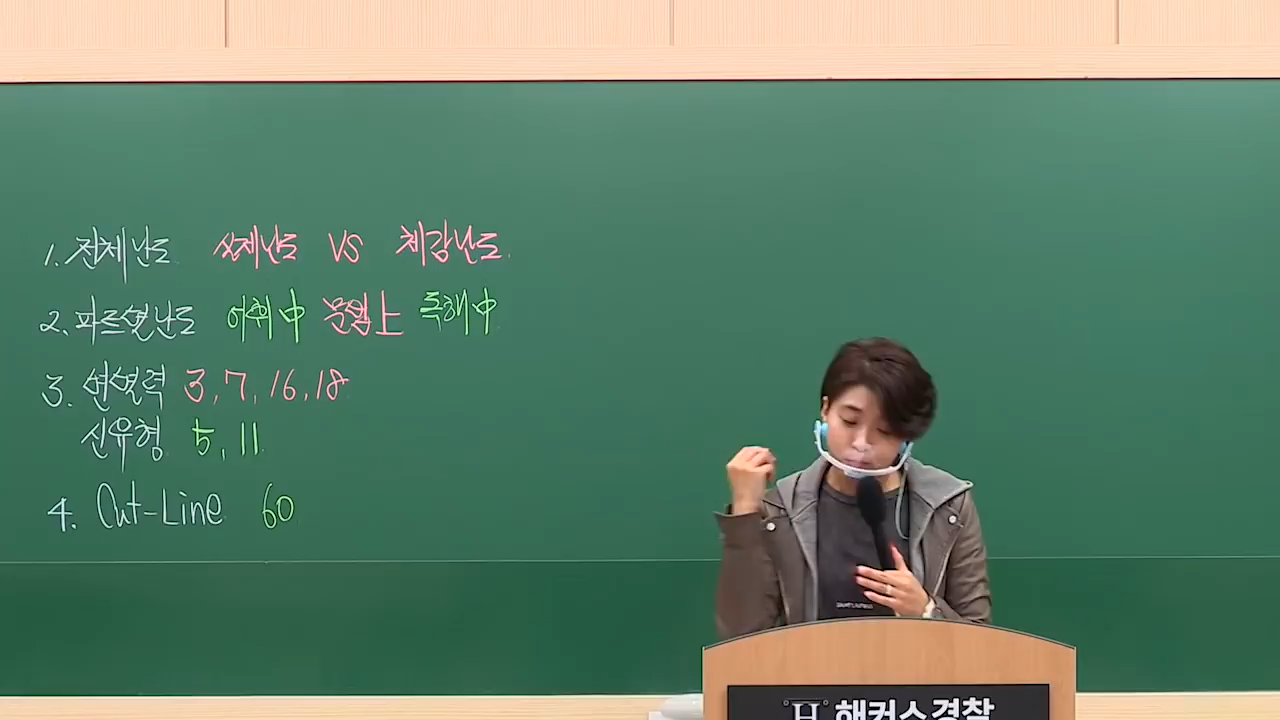 1. 전체난도 실제난도 VS 체감난도.
2. 파트별난도 어휘中 문법上 독해中
3. 변별력 3, 7, 16, 18
신유형 5, 11
4. Cut-Line 60
H 해커스경찰